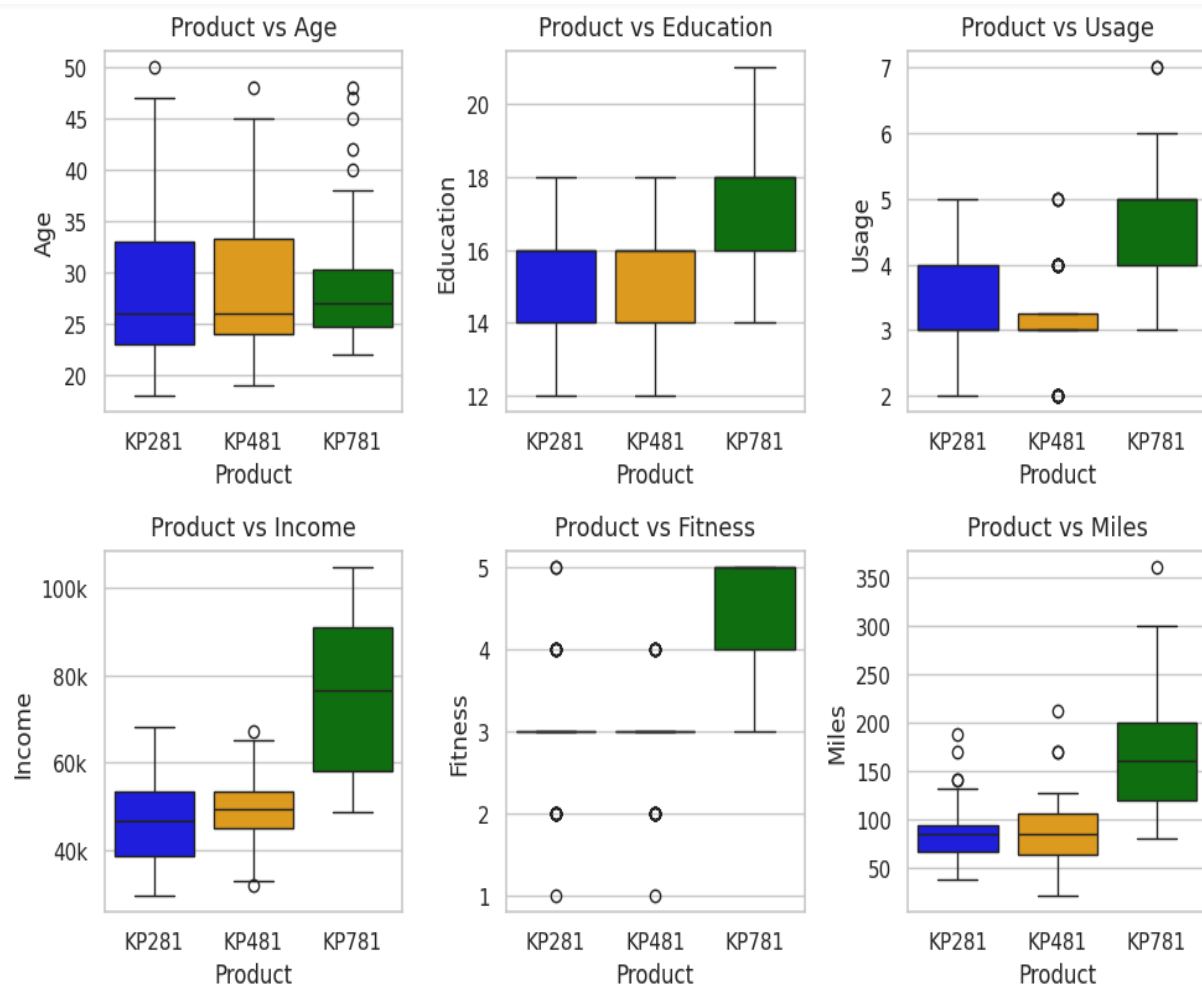 Product vs Age
50
45
40
35
30
25
20
Age
KP281 KP481 KP781
Product
Product vs Education
20
18
16
14
12
Education
KP281 KP481 KP781
Product
Product vs Usage
7
6
5
4
3
2
Usage
KP281 KP481 KP781
Product
Product vs Income
100k
80k
60k
40k
Income
KP281 KP481 KP781
Product
Product vs Fitness
5
4
3
2
1
Fitness
KP281 KP481 KP781
Product
Product vs Miles
350
300
250
200
150
100
50
Miles
KP281 KP481 KP781
Product